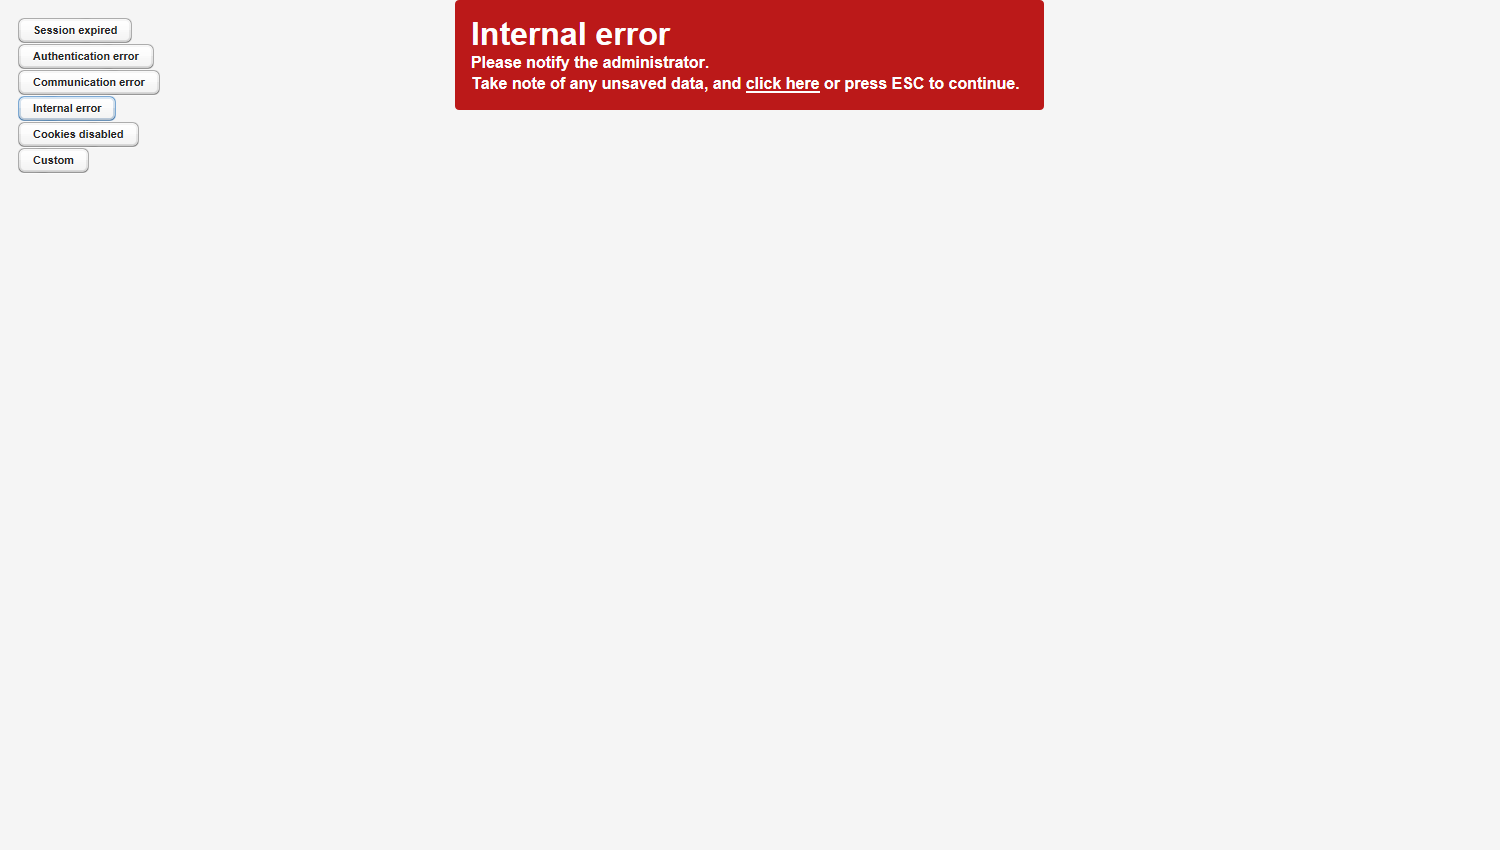 Session expired
Authentication error
Communication error
Internal error
Cookies disabled
Custom
Internal error
Please notify the administrator.
Take note of any unsaved data, and click here or press ESC to continue.